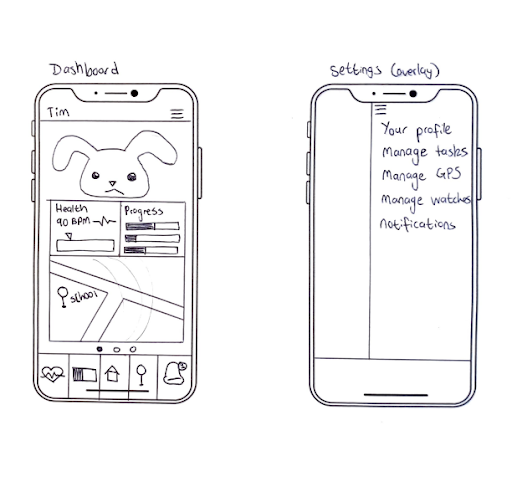 Dashboard
Tim
Health
90 BPM
Progress
school
Settings (overlay)
Your profile
Manage tasks
Manage GPS
Manage watches
notifications